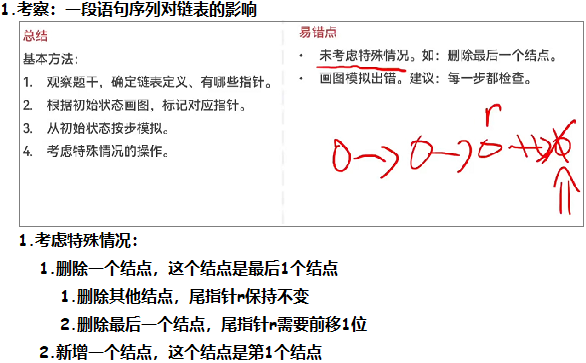 1.考察：一段语句序列对链表的影响
总结
基本方法：
1. 观察题干，确定链表定义、有哪些指针。
2. 根据初始状态画图，标记对应指针。
3. 从初始状态按步模拟。
4. 考虑特殊情况的操作。
易错点
• 未考虑特殊情况。如：删除最后一个结点。
• 画图模拟出错。建议：每一步都检查。
r
1.考虑特殊情况：
1.删除一个结点，这个结点是最后1个结点
1.删除其他结点，尾指针r保持不变
2.删除最后一个结点，尾指针r需要前移1位
2.新增一个结点，这个结点是第1个结点